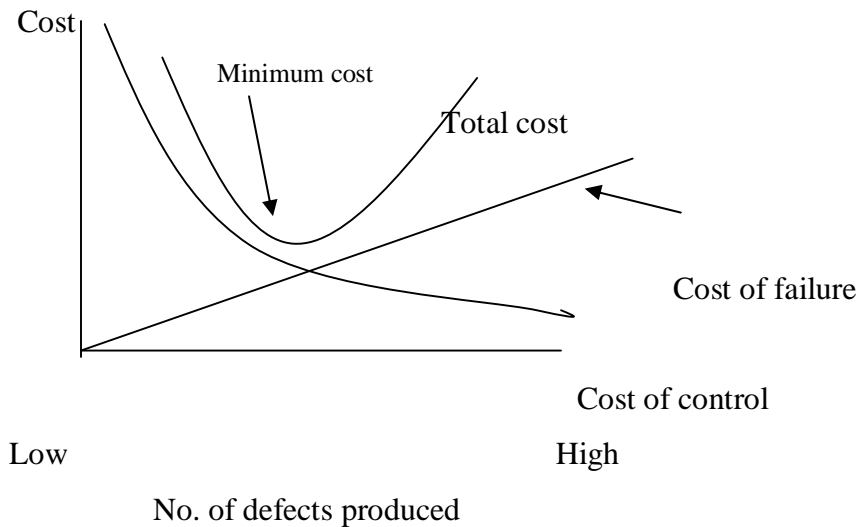 Cost
Minimum cost
Total cost
Cost of failure
Cost of control
Low
High
No. of defects produced